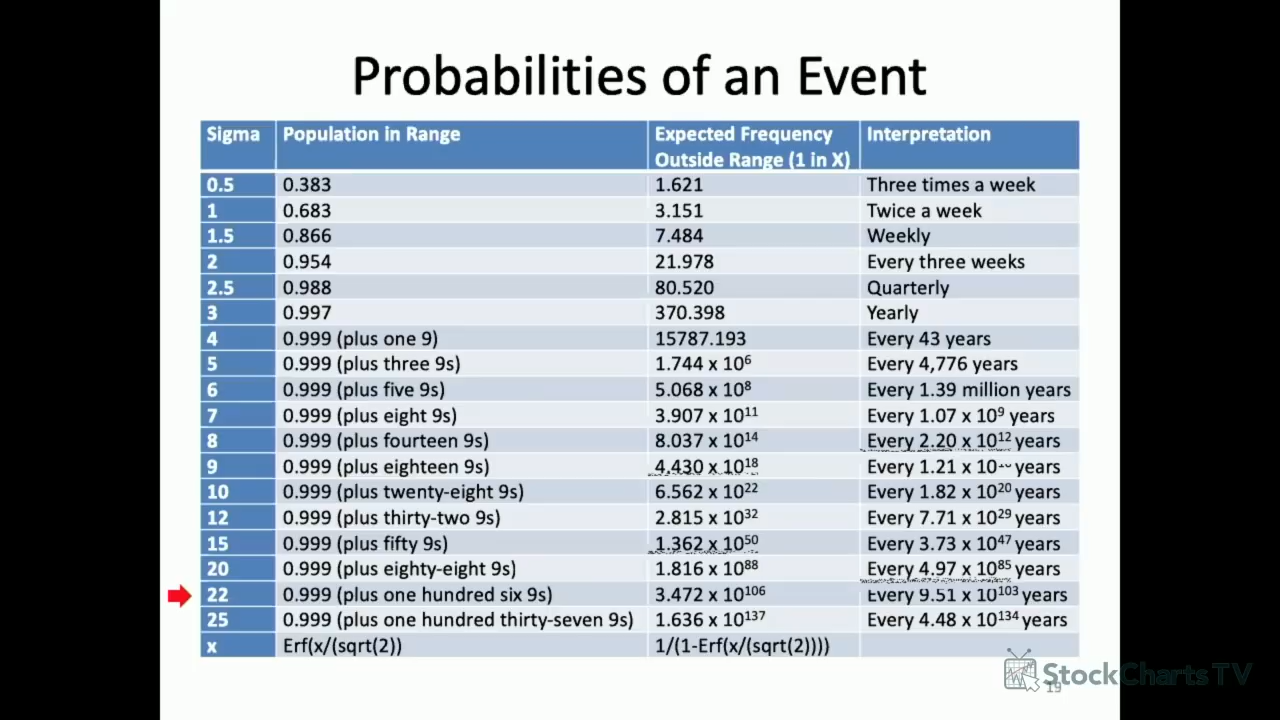 Probabilities of an Event
Sigma Population in Range Expected Frequency Outside Range (1 in X) Interpretation
0.5 0.383 1.621 Three times a week
1 0.683 3.151 Twice a week
1.5 0.866 7.484 Weekly
2 0.954 21.978 Every three weeks
2.5 0.988 80.520 Quarterly
3 0.997 370.398 Yearly
4 0.999 (plus one 9) 15787.193 Every 43 years
5 0.999 (plus three 9s) 1.744 x 10⁶ Every 4,776 years
6 0.999 (plus five 9s) 5.068 x 10⁸ Every 1.39 million years
7 0.999 (plus eight 9s) 3.907 x 10¹¹ Every 1.07 x 10⁹ years
8 0.999 (plus fourteen 9s) 8.037 x 10¹⁴ Every 2.20 x 10¹² years
9 0.999 (plus eighteen 9s) 4.430 x 10¹⁸ Every 1.21 x 10 years
10 0.999 (plus twenty-eight 9s) 6.562 x 10²² Every 1.82 x 10²⁰ years
12 0.999 (plus thirty-two 9s) 2.815 x 10³² Every 7.71 x 10²⁹ years
15 0.999 (plus fifty 9s) 1.362 x 10⁵⁰ Every 3.73 x 10⁴⁷ years
20 0.999 (plus eighty-eight 9s) 1.816 x 10⁸⁸ Every 4.97 x 10⁸⁵ years
22 0.999 (plus one hundred six 9s) 3.472 x 10¹⁰⁶ Every 9.51 x 10¹⁰³ years
25 0.999 (plus one hundred thirty-seven 9s) 1.636 x 10¹³⁷ Every 4.48 x 10¹³⁴ years
x Erf(x/(sqrt(2)) 1/(1-Erf(x/(sqrt(2))))
StockChartsTV
19